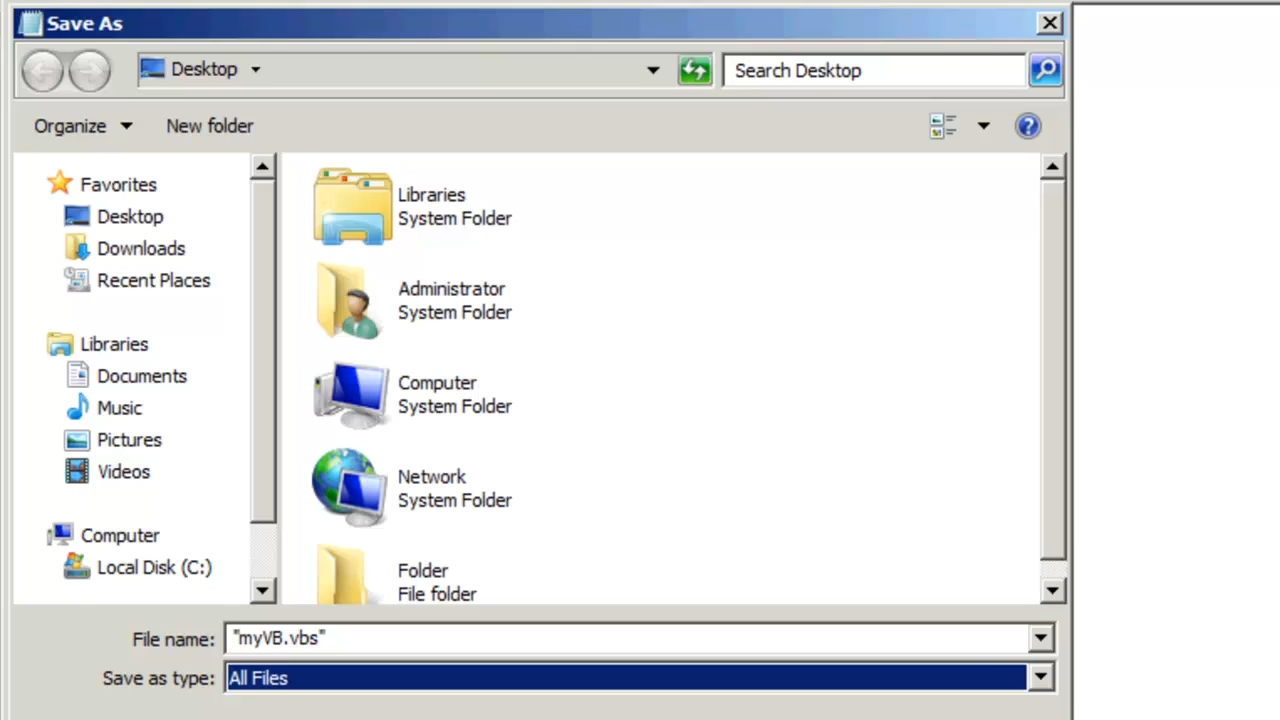 Save As
Desktop
Search Desktop
Organize
New folder
Favorites
Desktop
Downloads
Recent Places
Libraries
Documents
Music
Pictures
Videos
Computer
Local Disk (C:)
Libraries
System Folder
Administrator
System Folder
Computer
System Folder
Network
System Folder
Folder
File folder
File name: "myVB.vbs"
Save as type: All Files